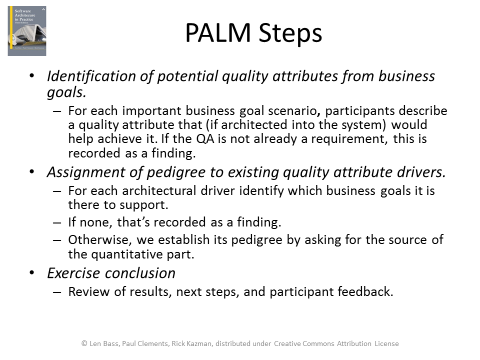 PALM Steps
• Identification of potential quality attributes from business
goals.
– For each important business goal scenario, participants describe
a quality attribute that (if architected into the system) would
help achieve it. If the QA is not already a requirement, this is
recorded as a finding.
• Assignment of pedigree to existing quality attribute drivers.
– For each architectural driver identify which business goals it is
there to support.
– If none, that's recorded as a finding.
– Otherwise, we establish its pedigree by asking for the source of
the quantitative part.
• Exercise conclusion
– Review of results, next steps, and participant feedback.
© Len Bass, Paul Clements, Rick Kazman, distributed under Creative Commons Attribution License